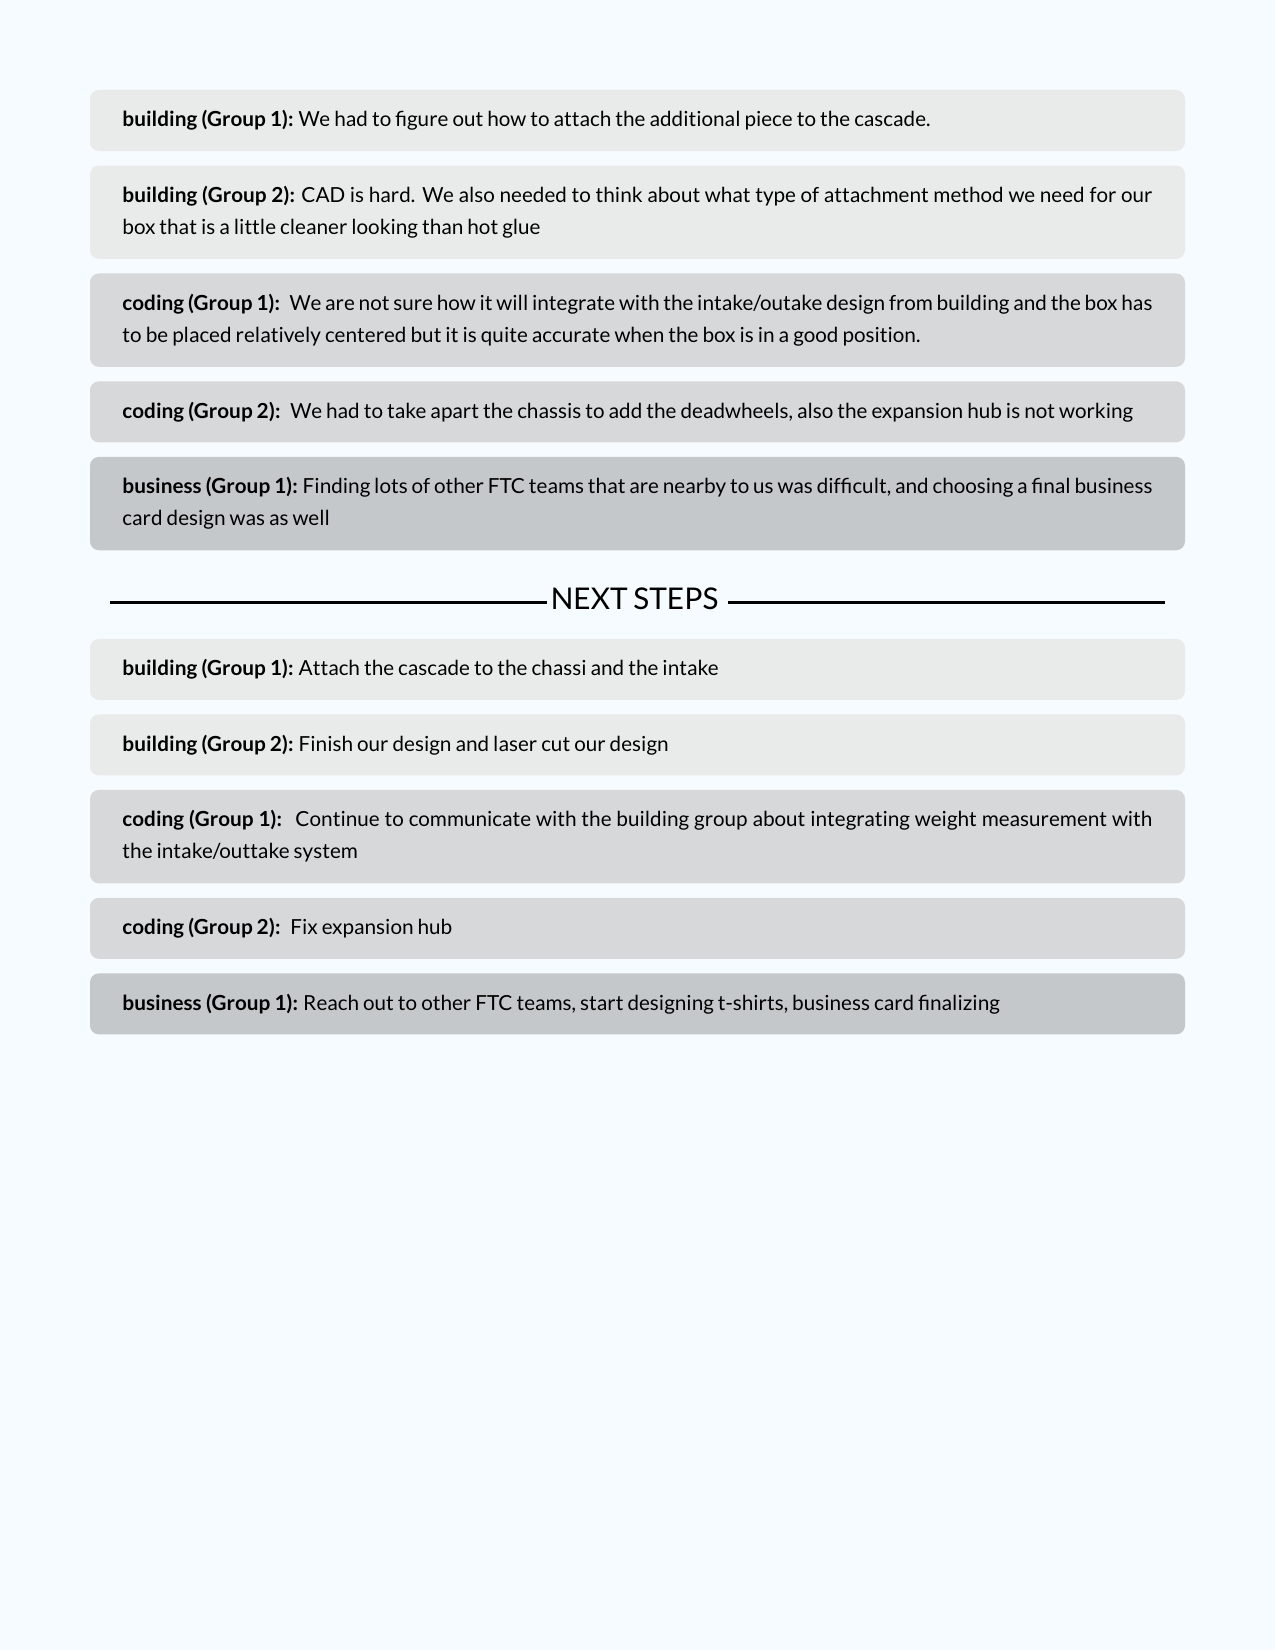 building (Group 1): We had to figure out how to attach the additional piece to the cascade.
building (Group 2): CAD is hard. We also needed to think about what type of attachment method we need for our
box that is a little cleaner looking than hot glue
coding (Group 1): We are not sure how it will integrate with the intake/outake design from building and the box has
to be placed relatively centered but it is quite accurate when the box is in a good position.
coding (Group 2): We had to take apart the chassis to add the deadwheels, also the expansion hub is not working
business (Group 1): Finding lots of other FTC teams that are nearby to us was difficult, and choosing a final business
card design was as well
NEXT STEPS
building (Group 1): Attach the cascade to the chassi and the intake
building (Group 2): Finish our design and laser cut our design
coding (Group 1): Continue to communicate with the building group about integrating weight measurement with
the intake/outtake system
coding (Group 2): Fix expansion hub
business (Group 1): Reach out to other FTC teams, start designing t-shirts, business card finalizing